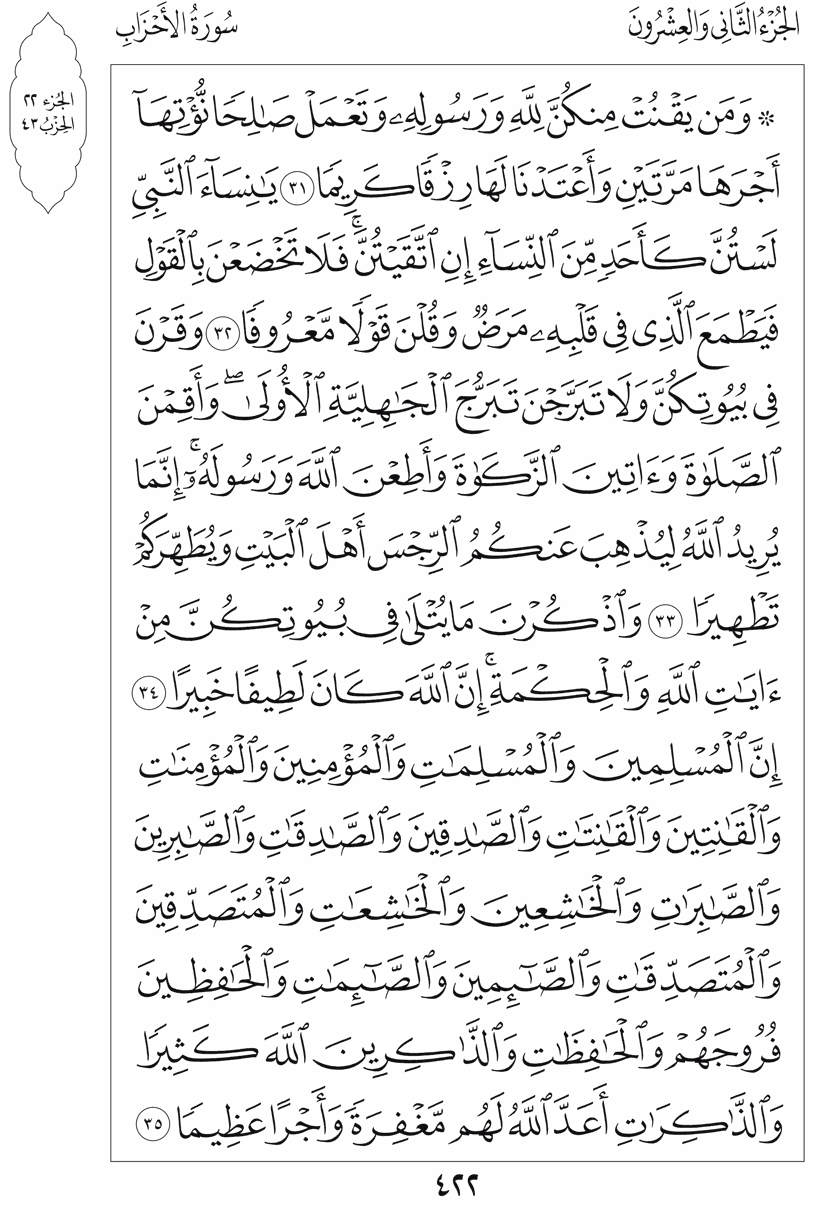 الجُزْءُ الثَّانِي وَالعِشْرُونَ
سُورَةُ الأَحْزَابِ
الجُزء ٢٢
الحِزْبُ ٤٣
۞ وَمَن يَقۡنُتۡ مِنكُنَّ لِلَّهِ وَرَسُولِهِۦ وَتَعۡمَلۡ صَٰلِحٗا نُّؤۡتِهَآ
أَجۡرَهَا مَرَّتَيۡنِ وَأَعۡتَدۡنَا لَهَا رِزۡقٗا كَرِيمٗا ٣١ يَٰنِسَآءَ ٱلنَّبِيِّ
لَسۡتُنَّ كَأَحَدٖ مِّنَ ٱلنِّسَآءِ إِنِ ٱتَّقَيۡتُنَّۚ فَلَا تَخۡضَعۡنَ بِٱلۡقَوۡلِ
فَيَطۡمَعَ ٱلَّذِي فِي قَلۡبِهِۦ مَرَضٞ وَقُلۡنَ قَوۡلٗا مَّعۡرُوفٗا ٣٢ وَقَرۡنَ
فِي بُيُوتِكُنَّ وَلَا تَبَرَّجۡنَ تَبَرُّجَ ٱلۡجَٰهِلِيَّةِ ٱلۡأُولَىٰۖ وَأَقِمۡنَ
ٱلصَّلَوٰةَ وَءَاتِينَ ٱلزَّكَوٰةَ وَأَطِعۡنَ ٱللَّهَ وَرَسُولَهُۥٓۚ إِنَّمَا
يُرِيدُ ٱللَّهُ لِيُذۡهِبَ عَنكُمُ ٱلرِّجۡسَ أَهۡلَ ٱلۡبَيۡتِ وَيُطَهِّرَكُمۡ
تَطۡهِيرٗا ٣٣ وَٱذۡكُرۡنَ مَا يُتۡلَىٰ فِي بُيُوتِكُنَّ مِنۡ
ءَايَٰتِ ٱللَّهِ وَٱلۡحِكۡمَةِۚ إِنَّ ٱللَّهَ كَانَ لَطِيفًا خَبِيرًا ٣٤
إِنَّ ٱلۡمُسۡلِمِينَ وَٱلۡمُسۡلِمَٰتِ وَٱلۡمُؤۡمِنِينَ وَٱلۡمُؤۡمِنَٰتِ
وَٱلۡقَٰنِتِينَ وَٱلۡقَٰنِتَٰتِ وَٱلصَّٰدِقِينَ وَٱلصَّٰدِقَٰتِ وَٱلصَّٰبِرِينَ
وَٱلصَّٰبِرَٰتِ وَٱلۡخَٰشِعِينَ وَٱلۡخَٰشِعَٰتِ وَٱلۡمُتَصَدِّقِينَ
وَٱلۡمُتَصَدِّقَٰتِ وَٱلصَّٰٓئِمِينَ وَٱلصَّٰٓئِمَٰتِ وَٱلۡحَٰفِظِينَ
فُرُوجَهُمۡ وَٱلۡحَٰفِظَٰتِ وَٱلذَّٰكِرِينَ ٱللَّهَ كَثِيرٗا
وَٱلذَّٰكِرَٰتِ أَعَدَّ ٱللَّهُ لَهُم مَّغۡفِرَةٗ وَأَجۡرًا عَظِيمٗا ٣٥
٤٢٢